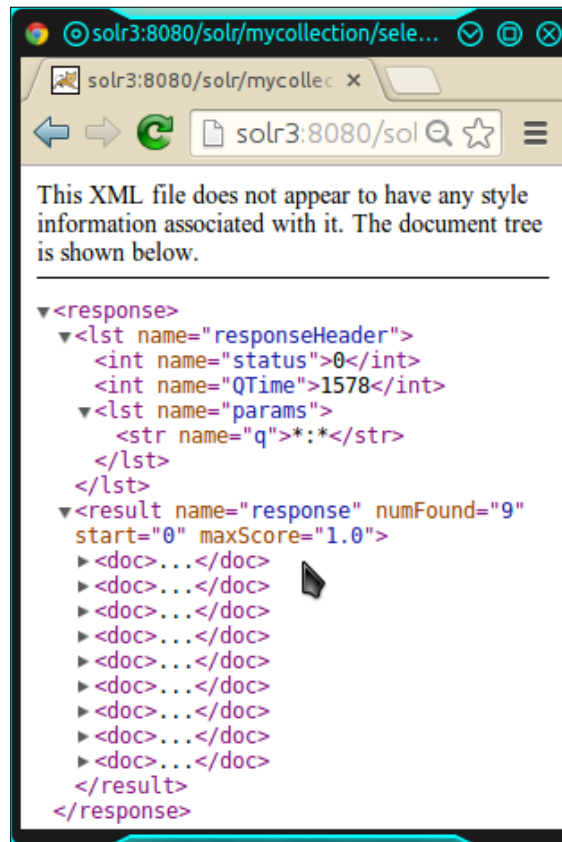 solr3:8080/solr/mycollection/sele...
solr3:8080/solr/mycollec
solr3:8080/sol
This XML file does not appear to have any style
information associated with it. The document tree
is shown below.
▼<response>
▼<lst name="responseHeader">
<int name="status">0</int>
<int name="QTime">1578</int>
▼<lst name="params">
<str name="q">*:*</str>
</lst>
</lst>
▼<result name="response" numFound="9"
start="0" maxScore="1.0">
▶<doc>...</doc>
▶<doc>...</doc>
▶<doc>...</doc>
▶<doc>...</doc>
▶<doc>...</doc>
▶<doc>...</doc>
▶<doc>...</doc>
▶<doc>...</doc>
▶<doc>...</doc>
</result>
</response>